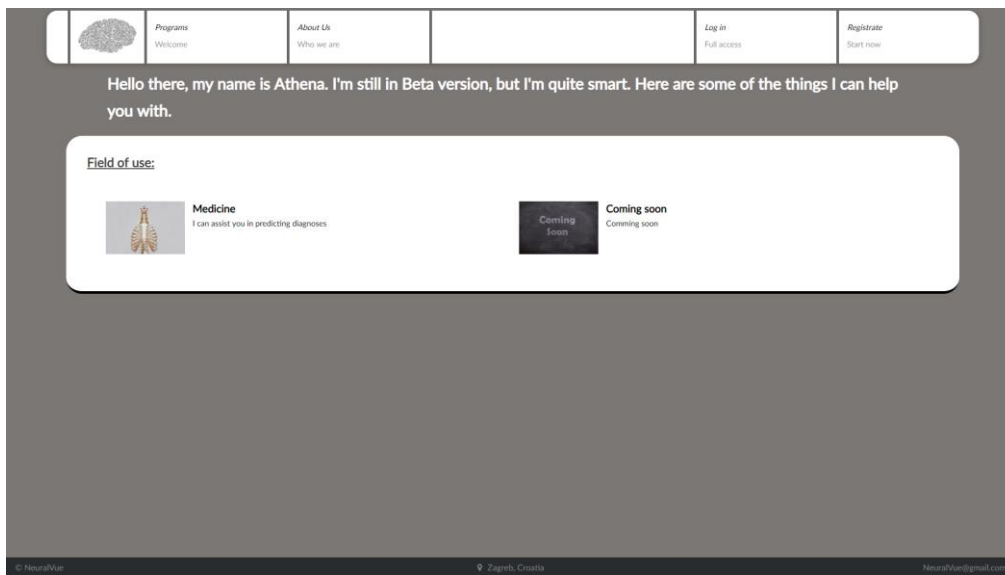 Programs
Welcome
About Us
Who we are
Log in
Full access
Registrate
Start now
Hello there, my name is Athena. I'm still in Beta version, but I'm quite smart. Here are some of the things I can help
you with.
Field of use:
Medicine
I can assist you in predicting diagnoses
Coming
Soon
Coming soon
Comming soon
© NeuralVue
Zagreb, Croatia
NeuralVue@gmail.com